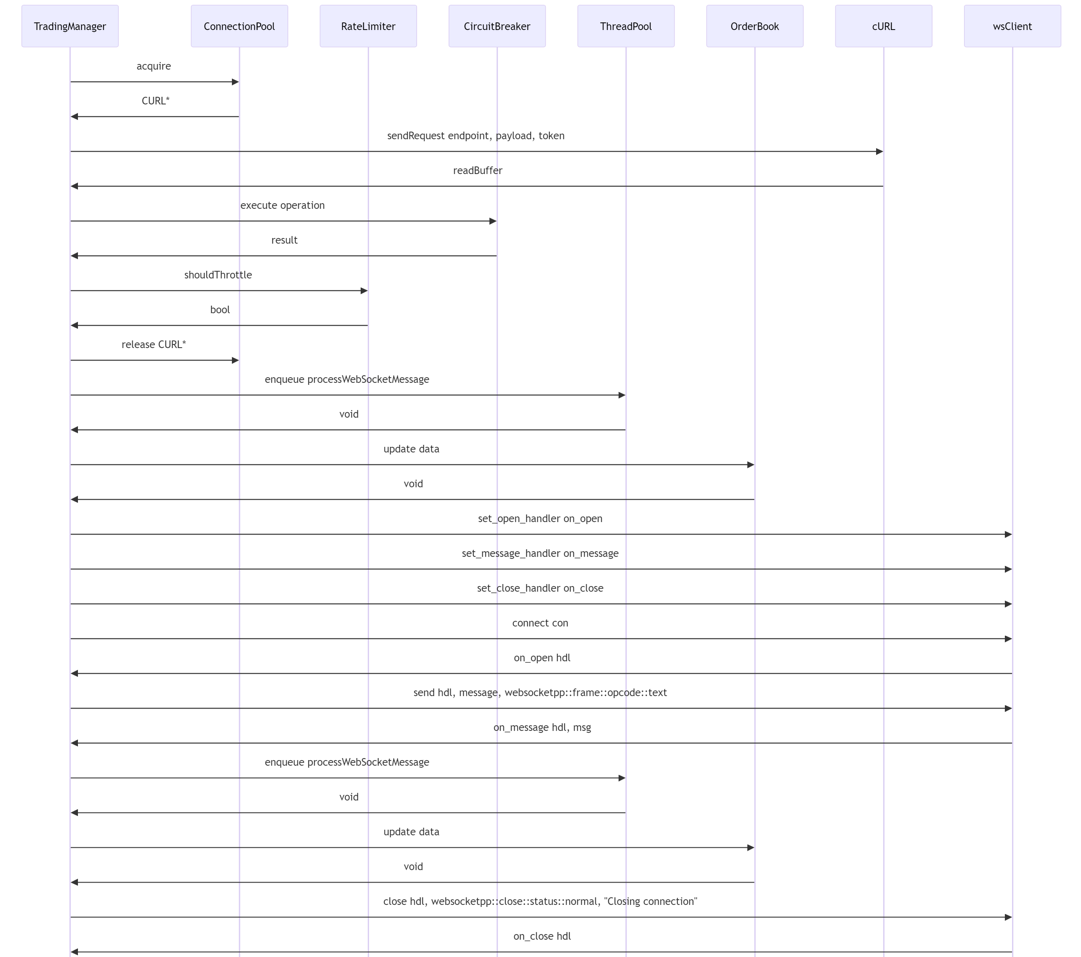 TradingManager
ConnectionPool
RateLimiter
CircuitBreaker
ThreadPool
OrderBook
cURL
wsClient
acquire
CURL*
sendRequest endpoint, payload, token
readBuffer
execute operation
result
shouldThrottle
bool
release CURL*
enqueue processWebSocketMessage
void
update data
void
set_open_handler on_open
set_message_handler on_message
set_close_handler on_close
connect con
on_open hdl
send hdl, message, websocketpp::frame::opcode::text
on_message hdl, msg
enqueue processWebSocketMessage
void
update data
void
close hdl, websocketpp::close::status::normal, "Closing connection"
on_close hdl